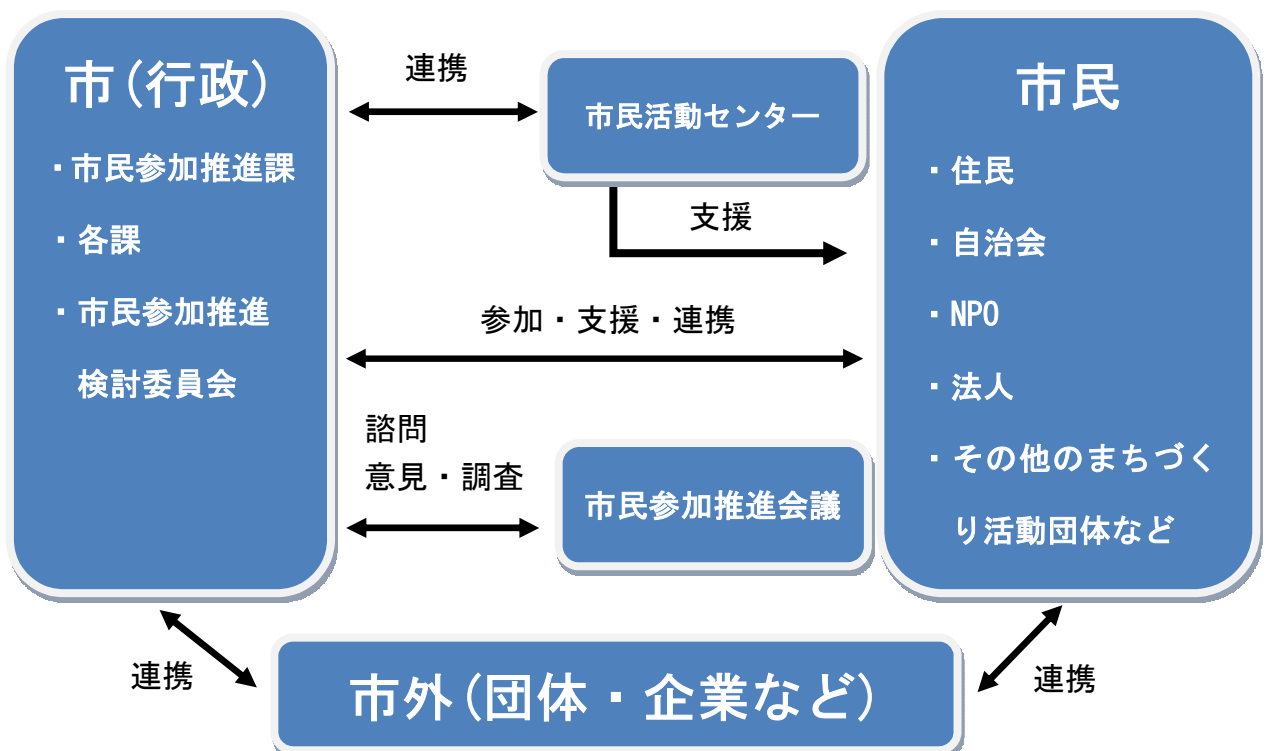 市(行政)
・市民参加推進課
・各課
・市民参加推進
検討委員会
連携
市民活動センター
支援
参加・支援・連携
諮問
意見・調査
市民参加推進会議
市民
・住民
・自治会
・NPO
・法人
・その他のまちづく
り活動団体など
連携
市外(団体・企業など)
連携